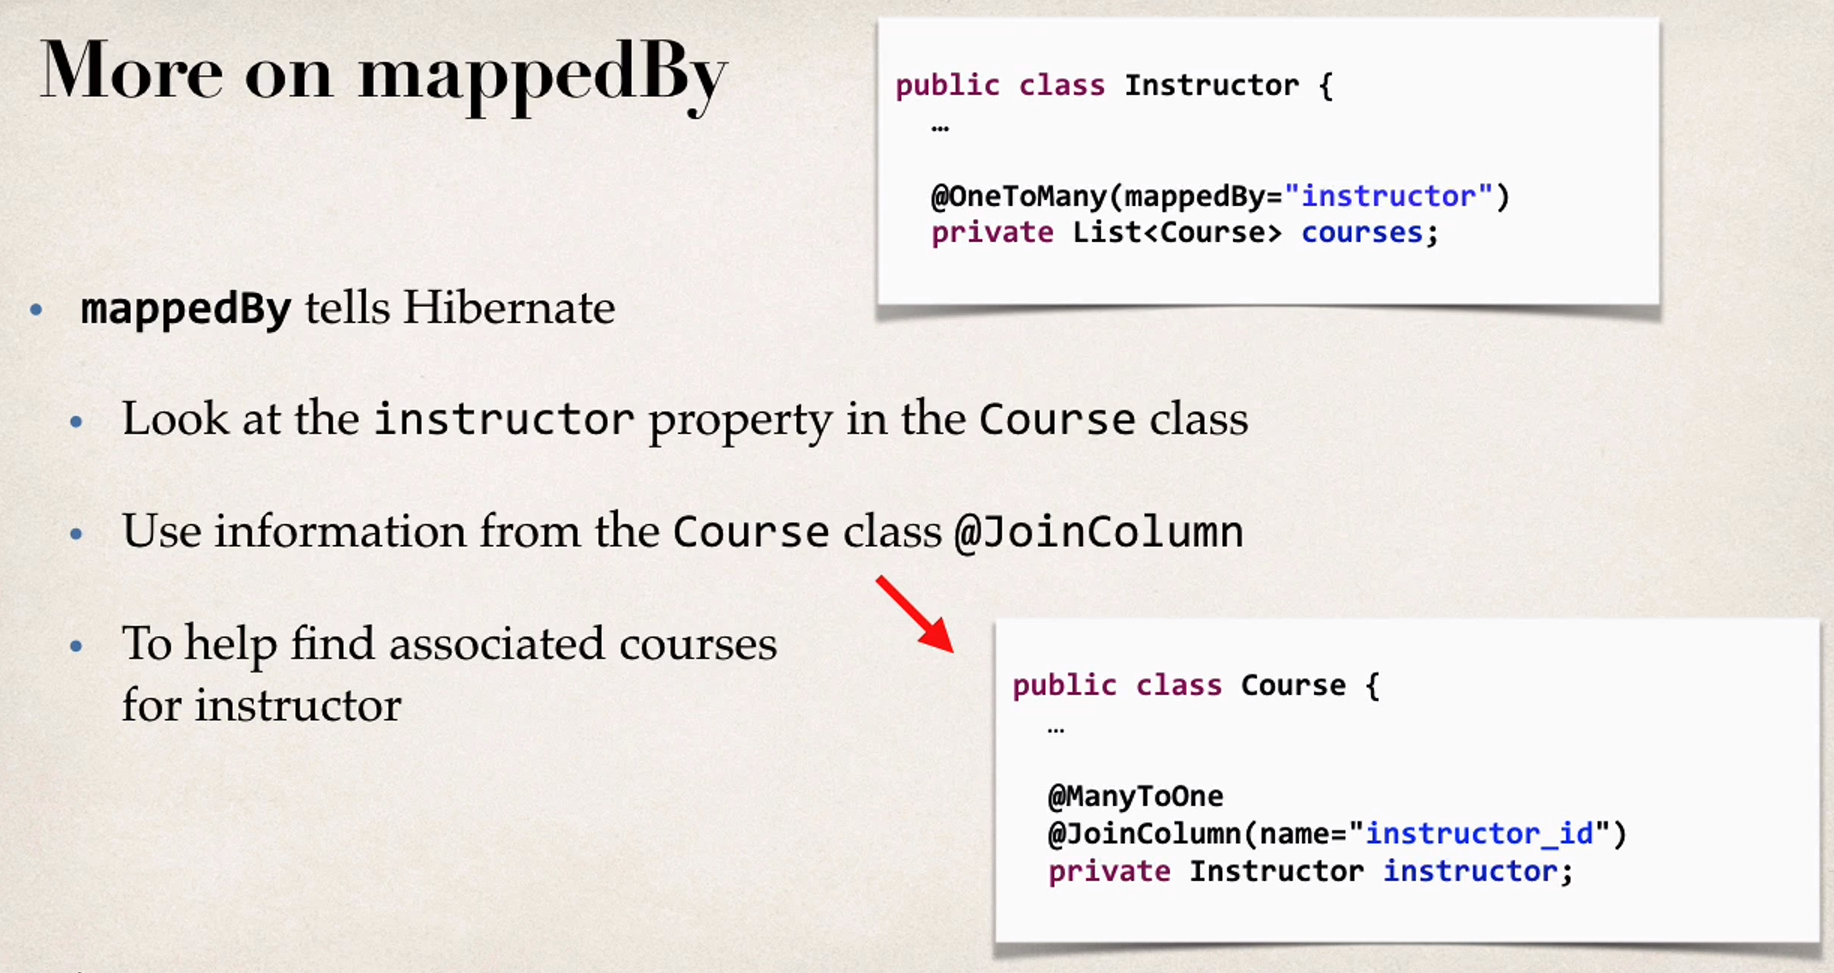 More on mappedBy
public class Instructor {
…
@OneToMany(mappedBy="instructor")
private List<Course> courses;
• mappedBy tells Hibernate
• Look at the instructor property in the Course class
• Use information from the Course class @JoinColumn
• To help find associated courses
for instructor
public class Course {
…
@ManyToOne
@JoinColumn(name="instructor_id")
private Instructor instructor;